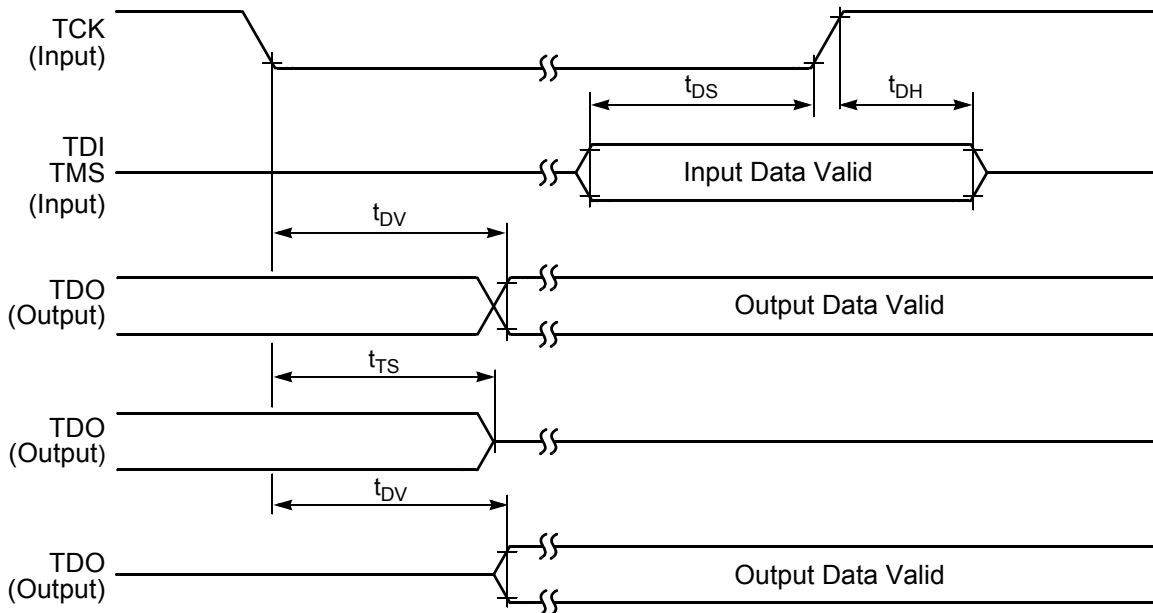 TCK
(Input)
tDS
tDH
TDI
TMS
(Input)
Input Data Valid
tDV
TDO
(Output)
Output Data Valid
tTS
TDO
(Output)
tDV
TDO
(Output)
Output Data Valid